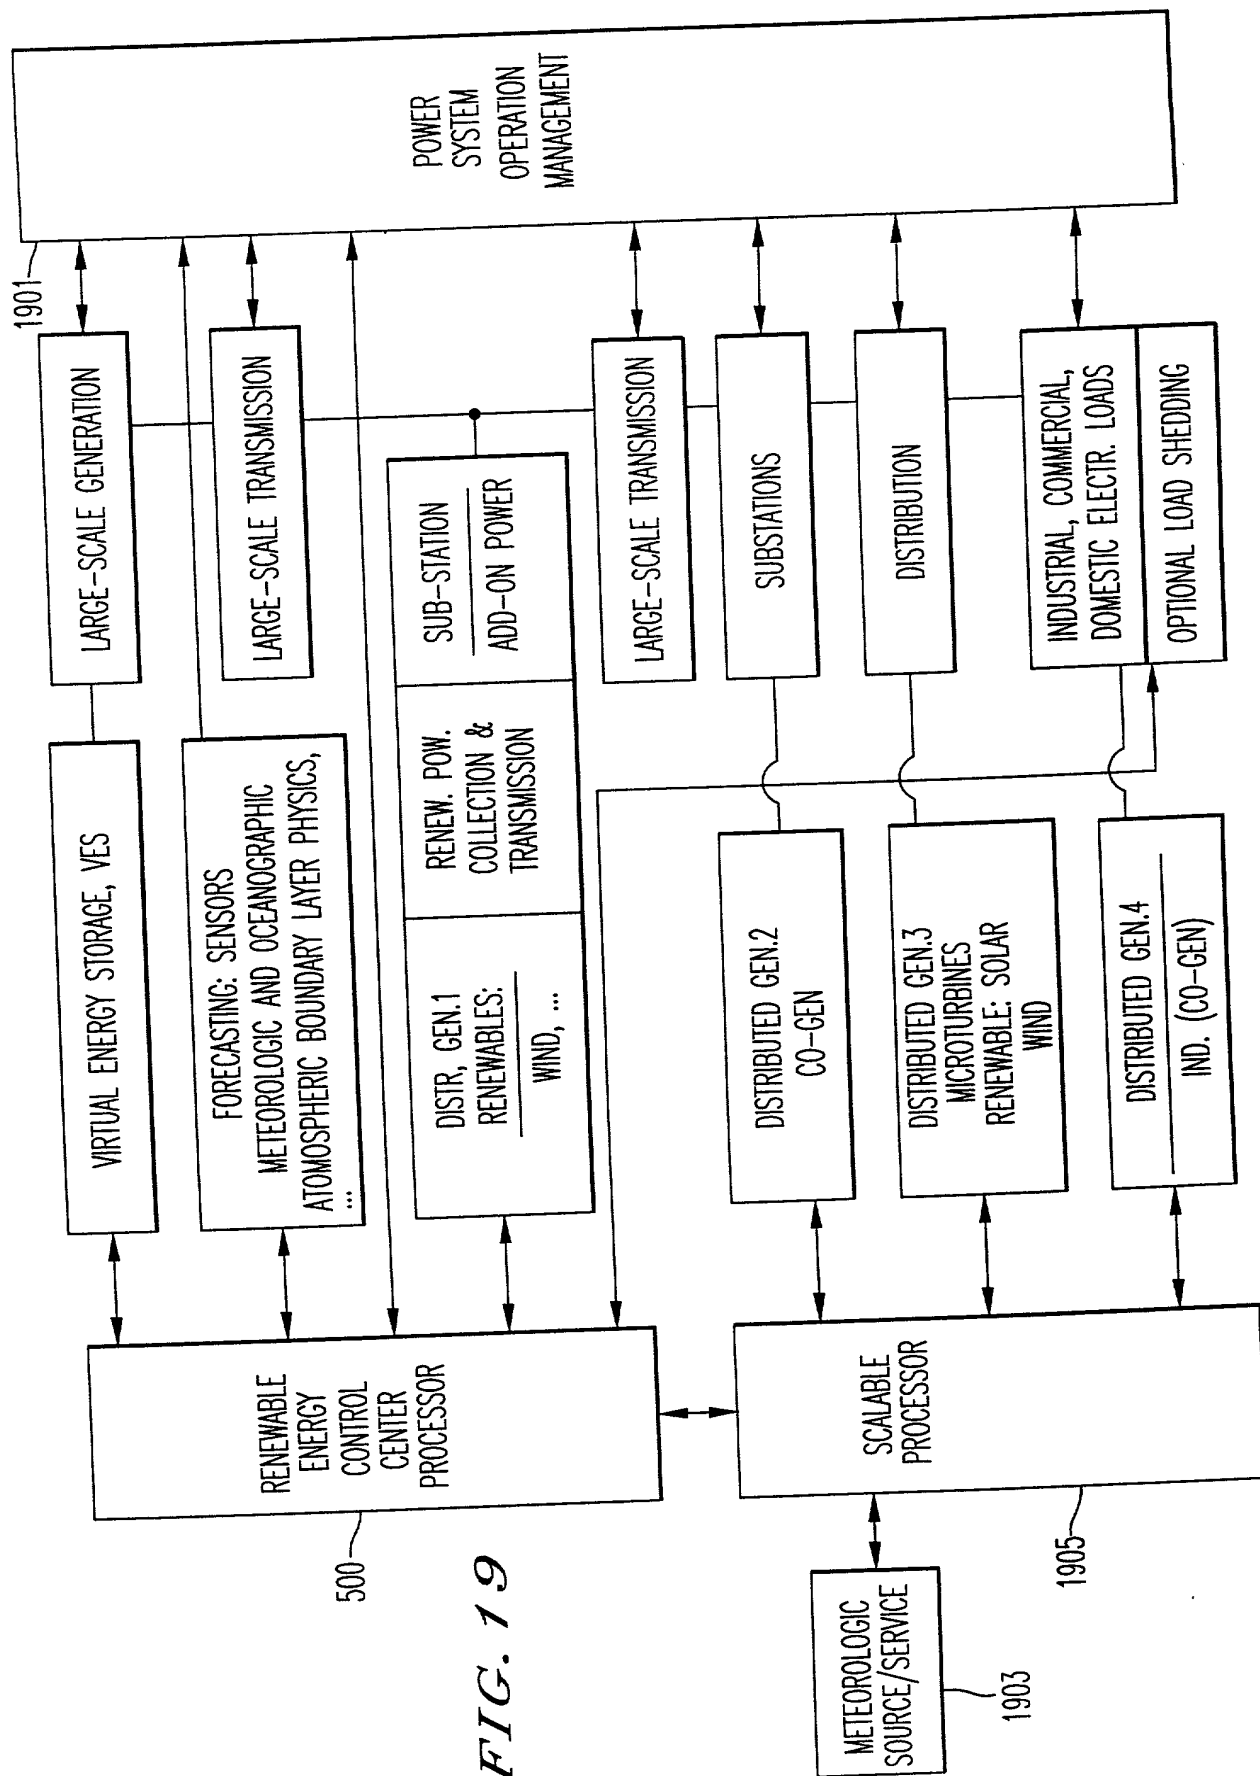 POWER
SYSTEM
OPERATION
MANAGEMENT
1901
LARGE-SCALE GENERATION
LARGE-SCALE TRANSMISSION
SUB-STATION
ADD-ON POWER
LARGE-SCALE TRANSMISSION
SUBSTATIONS
DISTRIBUTION
INDUSTRIAL, COMMERCIAL,
DOMESTIC ELECTR. LOADS
OPTIONAL LOAD SHEDDING
VIRTUAL ENERGY STORAGE, VES
FORECASTING: SENSORS
METEOROLOGIC AND OCEANOGRAPHIC
ATOMOSPHERIC BOUNDARY LAYER PHYSICS,
...
RENEW. POW.
COLLECTION &
TRANSMISSION
DISTR, GEN.1
RENEWABLES:
WIND, ...
DISTRIBUTED GEN.2
CO-GEN
DISTRIBUTED GEN.3
MICROTURBINES
RENEWABLE: SOLAR
WIND
DISTRIBUTED GEN.4
IND. (CO-GEN)
RENEWABLE
ENERGY
CONTROL
CENTER
PROCESSOR
500
SCALABLE
PROCESSOR
1905
METEOROLOGIC
SOURCE/SERVICE
1903
FIG. 19